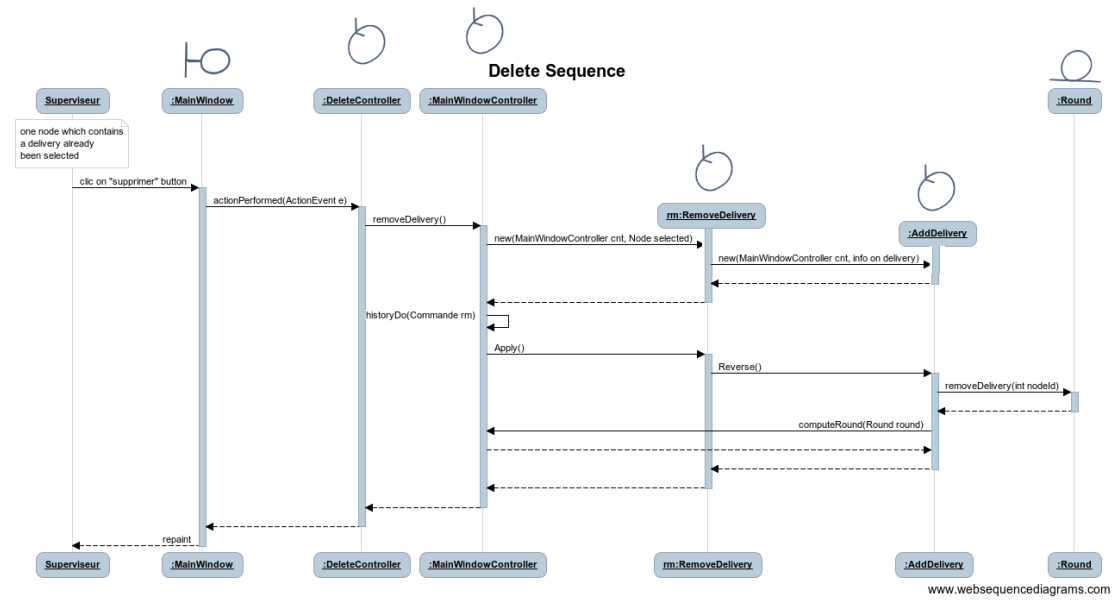 Delete Sequence
Superviseur
:MainWindow
:DeleteController
:MainWindowController
:Round
one node which contains
a delivery already
been selected
clic on "supprimer" button
actionPerformed(ActionEvent e)
removeDelivery()
rm:RemoveDelivery
:AddDelivery
new(MainWindowController cnt, Node selected)
new(MainWindowController cnt, info on delivery)
historyDo(Commande rm)
Apply()
Reverse()
removeDelivery(int nodeId)
computeRound(Round round)
repaint
Superviseur
:MainWindow
:DeleteController
:MainWindowController
rm:RemoveDelivery
:AddDelivery
:Round
www.websequencediagrams.com